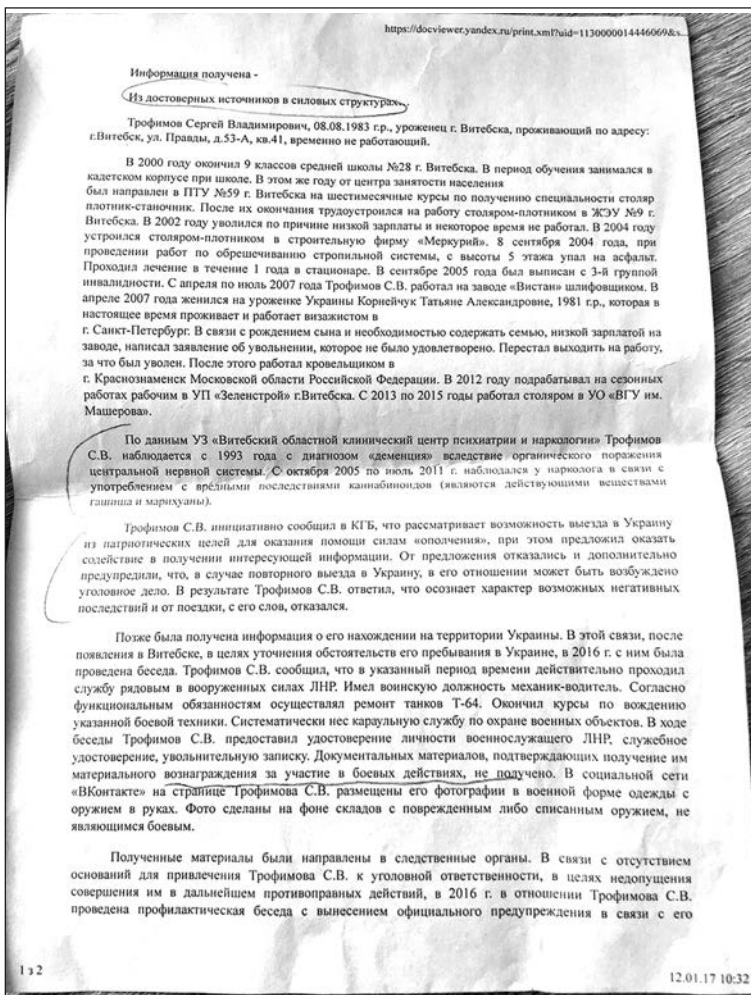 https://docviewer.yandex.ru/print.xml?uid=1130000014446069&s...
Информация получена -
Из достоверных источников в силовых структурах...
Трофимов Сергей Владимирович, 08.08.1983 г.р., уроженец г. Витебска, проживающий по адресу:
г.Витебск, ул. Правды, д.53-А, кв.41, временно не работающий.
В 2000 году окончил 9 классов средней школы №28 г. Витебска. В период обучения занимался в
кадетском корпусе при школе. В этом же году от центра занятости населения
был направлен в ПТУ №59 г. Витебска на шестимесячные курсы по получению специальности столяр
плотник-станочник. После их окончания трудоустроился на работу столяром-плотником в ЖЭУ №9 г.
Витебска. В 2002 году уволился по причине низкой зарплаты и некоторое время не работал. В 2004 году
устроился столяром-плотником в строительную фирму «Меркурий». 8 сентября 2004 года, при
проведении работ по обрешечиванию стропильной системы, с высоты 5 этажа упал на асфальт.
Проходил лечение в течение 1 года в стационаре. В сентябре 2005 года был выписан с 3-й группой
инвалидности. С апреля по июль 2007 года Трофимов С.В. работал на заводе «Вистан» шлифовщиком. В
апреле 2007 года женился на уроженке Украины Корнейчук Татьяне Александровне, 1981 г.р., которая в
настоящее время проживает и работает визажистом в
г. Санкт-Петербург. В связи с рождением сына и необходимостью содержать семью, низкой зарплатой на
заводе, написал заявление об увольнении, которое не было удовлетворено. Перестал выходить на работу,
за что был уволен. После этого работал кровельщиком в
г. Краснознаменск Московской области Российской Федерации. В 2012 году подрабатывал на сезонных
работах рабочим в УП «Зеленстрой» г.Витебска. С 2013 по 2015 годы работал столяром в УО «ВГУ им.
Машерова».
По данным УЗ «Витебский областной клинический центр психиатрии и наркологии» Трофимов
С.В. наблюдается с 1993 года с диагнозом «деменция» вследствие органического поражения
центральной нервной системы. С октября 2005 по июль 2011 г. наблюдался у нарколога в связи с
употреблением с вредными последствиями каннабиноидов (являются действующими веществами
гашиша и марихуаны).
Трофимов С.В. инициативно сообщил в КГБ, что рассматривает возможность выезда в Украину
из патриотических целей для оказания помощи силам «ополчения», при этом предложил оказать
содействие в получении интересующей информации. От предложения отказались и дополнительно
предупредили, что, в случае повторного выезда в Украину, в его отношении может быть возбуждено
уголовное дело. В результате Трофимов С.В. ответил, что осознает характер возможных негативных
последствий и от поездки, с его слов, отказался.
Позже была получена информация о его нахождении на территории Украины. В этой связи, после
появления в Витебске, в целях уточнения обстоятельств его пребывания в Украине, в 2016 г. с ним была
проведена беседа. Трофимов С.В. сообщил, что в указанный период времени действительно проходил
службу рядовым в вооруженных силах ЛНР. Имел воинскую должность механик-водитель. Согласно
функциональным обязанностям осуществлял ремонт танков Т-64. Окончил курсы по вождению
указанной боевой техники. Систематически нес караульную службу по охране военных объектов. В ходе
беседы Трофимов С.В. предоставил удостоверение личности военнослужащего ЛНР, служебное
удостоверение, увольнительную записку. Документальных материалов, подтверждающих получение им
материального вознаграждения за участие в боевых действиях, не получено. В социальной сети
«ВКонтакте» на странице Трофимова С.В. размещены его фотографии в военной форме одежды с
оружием в руках. Фото сделаны на фоне складов с поврежденным либо списанным оружием, не
являющимся боевым.
Полученные материалы были направлены в следственные органы. В связи с отсутствием
оснований для привлечения Трофимова С.В. к уголовной ответственности, в целях недопущения
совершения им в дальнейшем противоправных действий, в 2016 г. в отношении Трофимова С.В.
проведена профилактическая беседа с вынесением официального предупреждения в связи с его
1 з 2
12.01.17 10:32